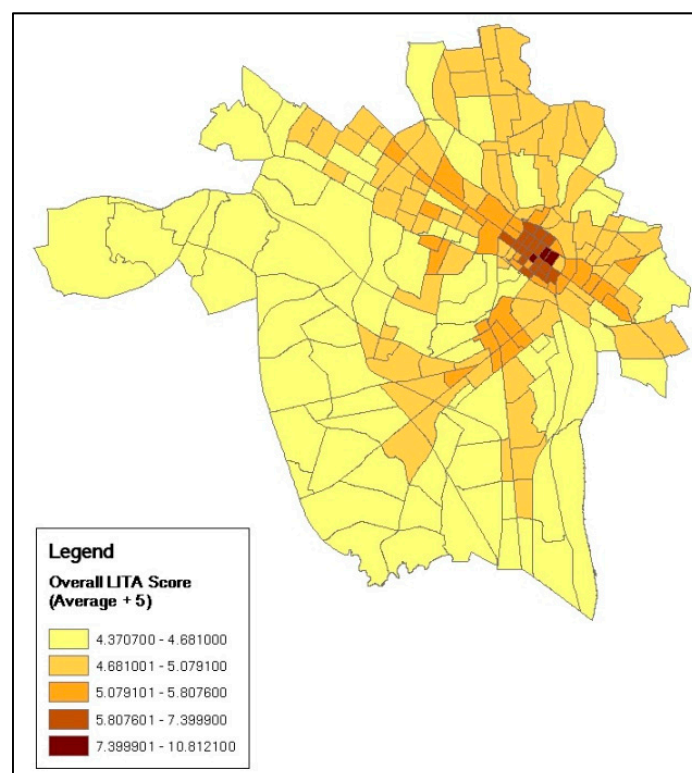 Legend
Overall LITA Score
(Average + 5)
4.370700 - 4.681000
4.681001 - 5.079100
5.079101 - 5.807600
5.807601 - 7.399900
7.399901 - 10.812100